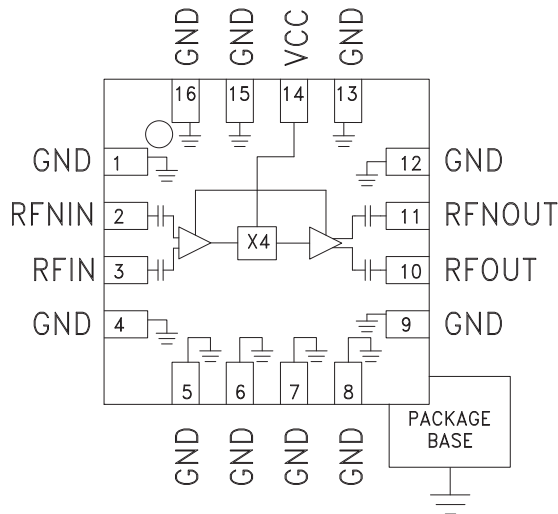 GND
GND
VCC
GND
16
15
14
13
GND 1
12 GND
RFNIN 2
11 RFNOUT
X4
RFIN 3
10 RFOUT
GND 4
9 GND
5
6
7
8
GND
GND
GND
GND
PACKAGE
BASE